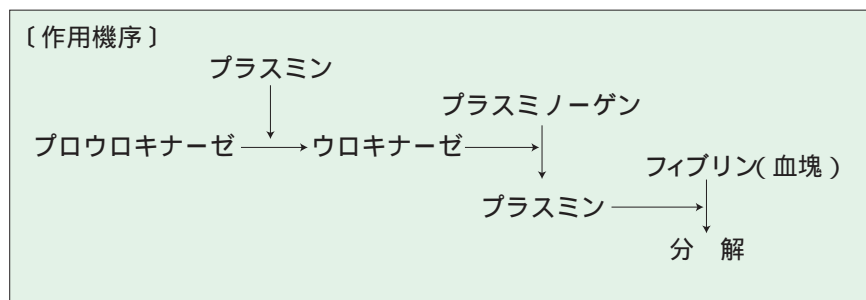 〔作用機序〕
プラスミン
プラスミノーゲン
プロウロキナーゼ
ウロキナーゼ
フィブリン(血塊)
プラスミン
分 解